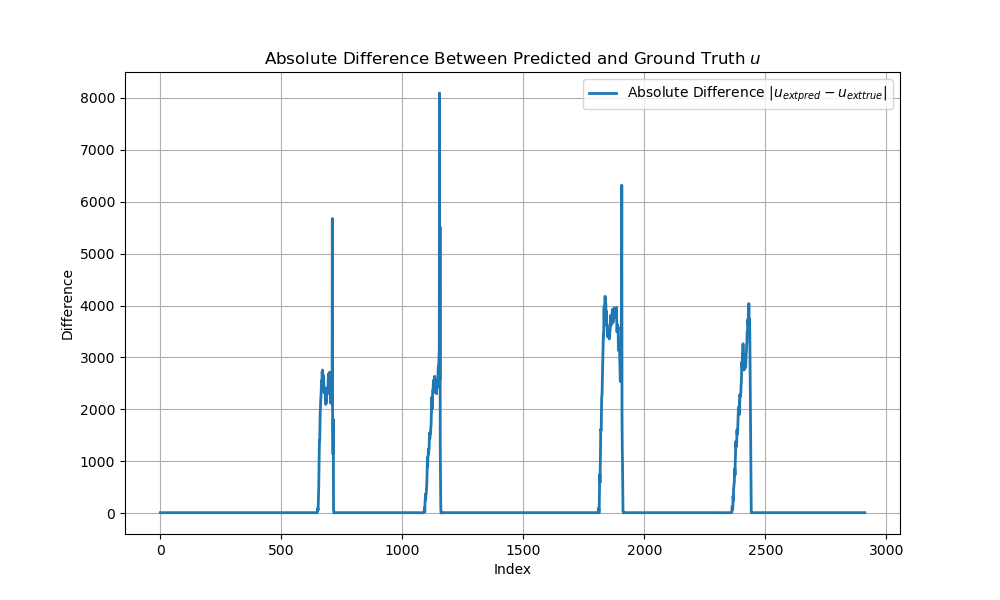 Absolute Difference Between Predicted and Ground Truth u
Absolute Difference |u_extpred − u_exttrue|
8000
7000
6000
5000
4000
3000
2000
1000
0
Difference
0 500 1000 1500 2000 2500 3000
Index